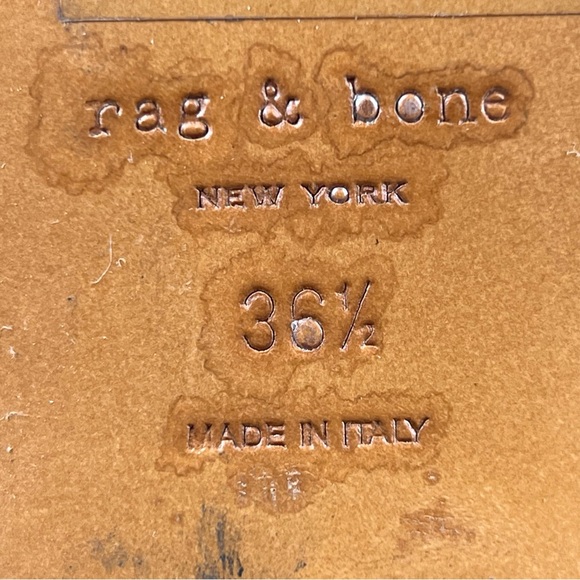 rag & bone
NEW YORK
36½
MADE IN ITALY